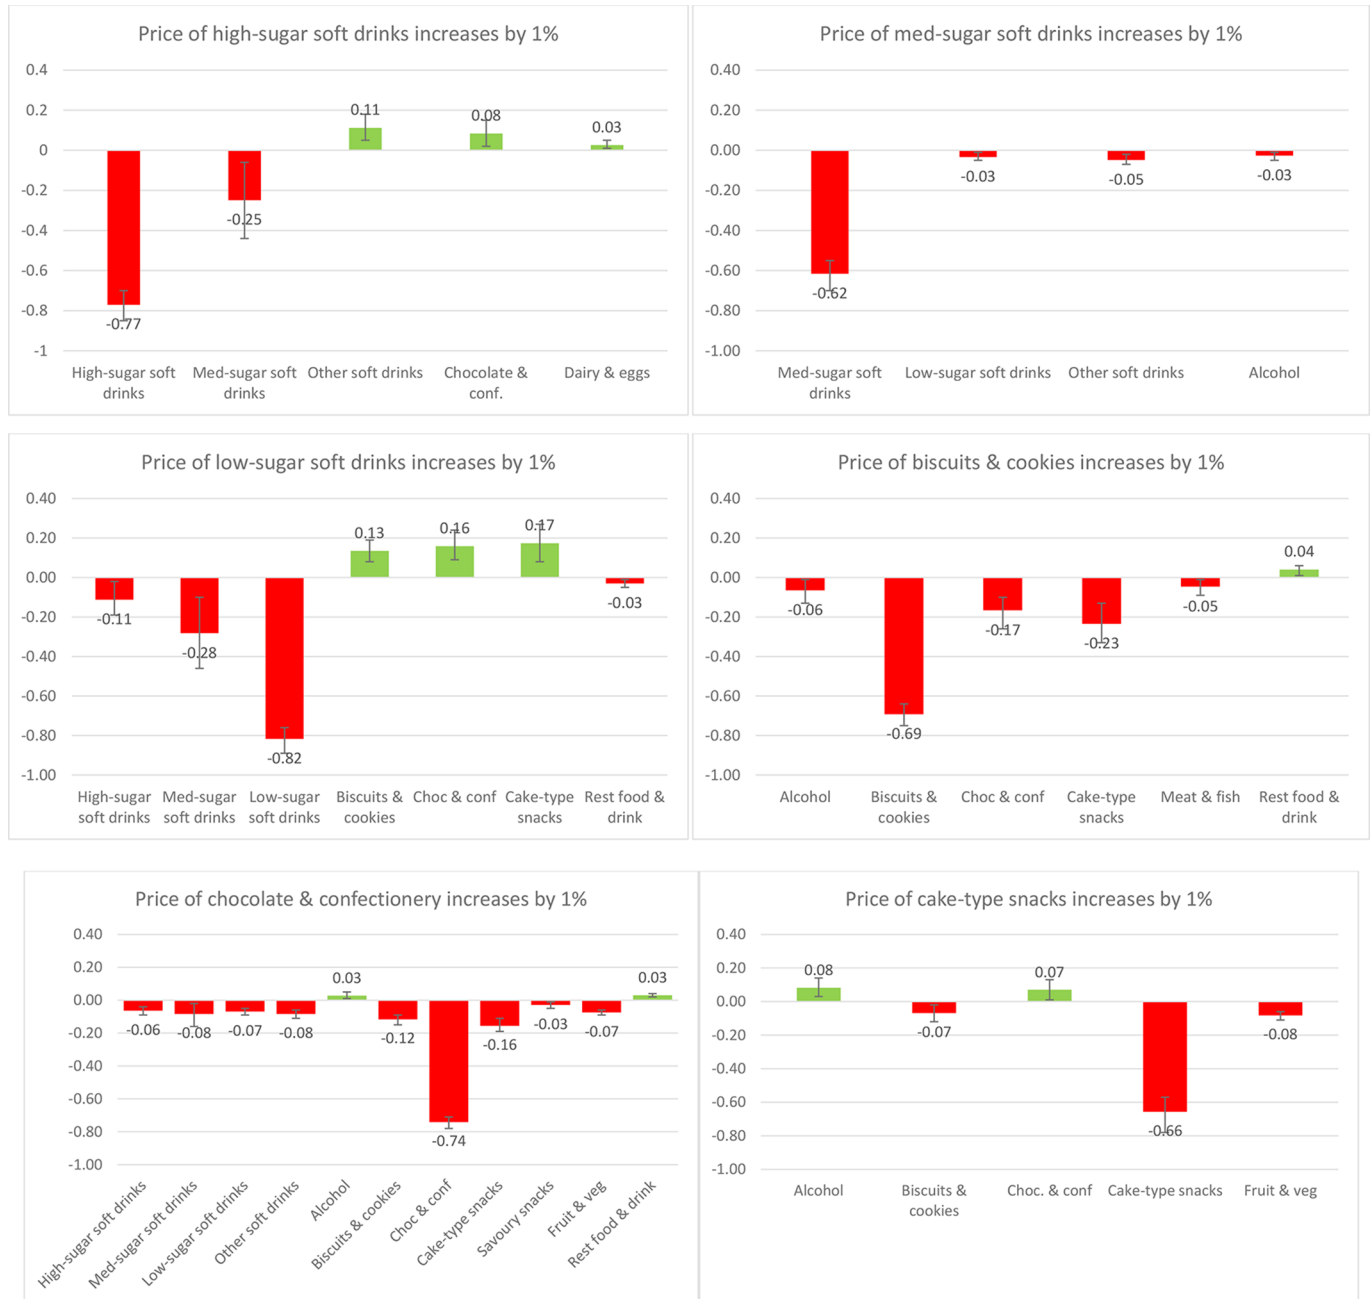 Price of high-sugar soft drinks increases by 1%
0.4
0.2
0
-0.2
-0.4
-0.6
-0.8
-1
-0.77
-0.25
0.11
0.08
0.03
High-sugar soft drinks
Med-sugar soft drinks
Other soft drinks
Chocolate & conf.
Dairy & eggs
Price of med-sugar soft drinks increases by 1%
0.40
0.20
0.00
-0.20
-0.40
-0.60
-0.80
-1.00
-0.62
-0.03
-0.05
-0.03
Med-sugar soft drinks
Low-sugar soft drinks
Other soft drinks
Alcohol
Price of low-sugar soft drinks increases by 1%
0.40
0.20
0.00
-0.20
-0.40
-0.60
-0.80
-1.00
-0.11
-0.28
-0.82
0.13
0.16
0.17
-0.03
High-sugar soft drinks
Med-sugar soft drinks
Low-sugar soft drinks
Biscuits & cookies
Choc & conf
Cake-type snacks
Rest food & drink
Price of biscuits & cookies increases by 1%
0.40
0.20
0.00
-0.20
-0.40
-0.60
-0.80
-1.00
-0.06
-0.69
-0.17
-0.23
-0.05
0.04
Alcohol
Biscuits & cookies
Choc & conf
Cake-type snacks
Meat & fish
Rest food & drink
Price of chocolate & confectionery increases by 1%
0.40
0.20
0.00
-0.20
-0.40
-0.60
-0.80
-1.00
-0.06
-0.08
-0.07
-0.08
0.03
-0.12
-0.74
-0.16
-0.03
-0.07
0.03
High-sugar soft drinks
Med-sugar soft drinks
Low-sugar soft drinks
Other soft drinks
Alcohol
Biscuits & cookies
Choc & conf
Cake-type snacks
Savoury snacks
Fruit & veg
Rest food & drink
Price of cake-type snacks increases by 1%
0.40
0.20
0.00
-0.20
-0.40
-0.60
-0.80
-1.00
0.08
-0.07
0.07
-0.66
-0.08
Alcohol
Biscuits & cookies
Choc. & conf
Cake-type snacks
Fruit & veg